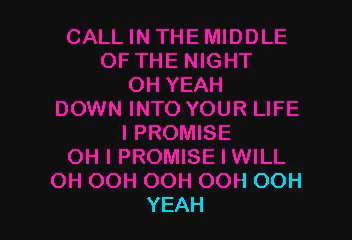 CALL IN THE MIDDLE
OF THE NIGHT
OH YEAH
DOWN INTO YOUR LIFE
I PROMISE
OH I PROMISE I WILL
OH OOH OOH OOH OOH
YEAH